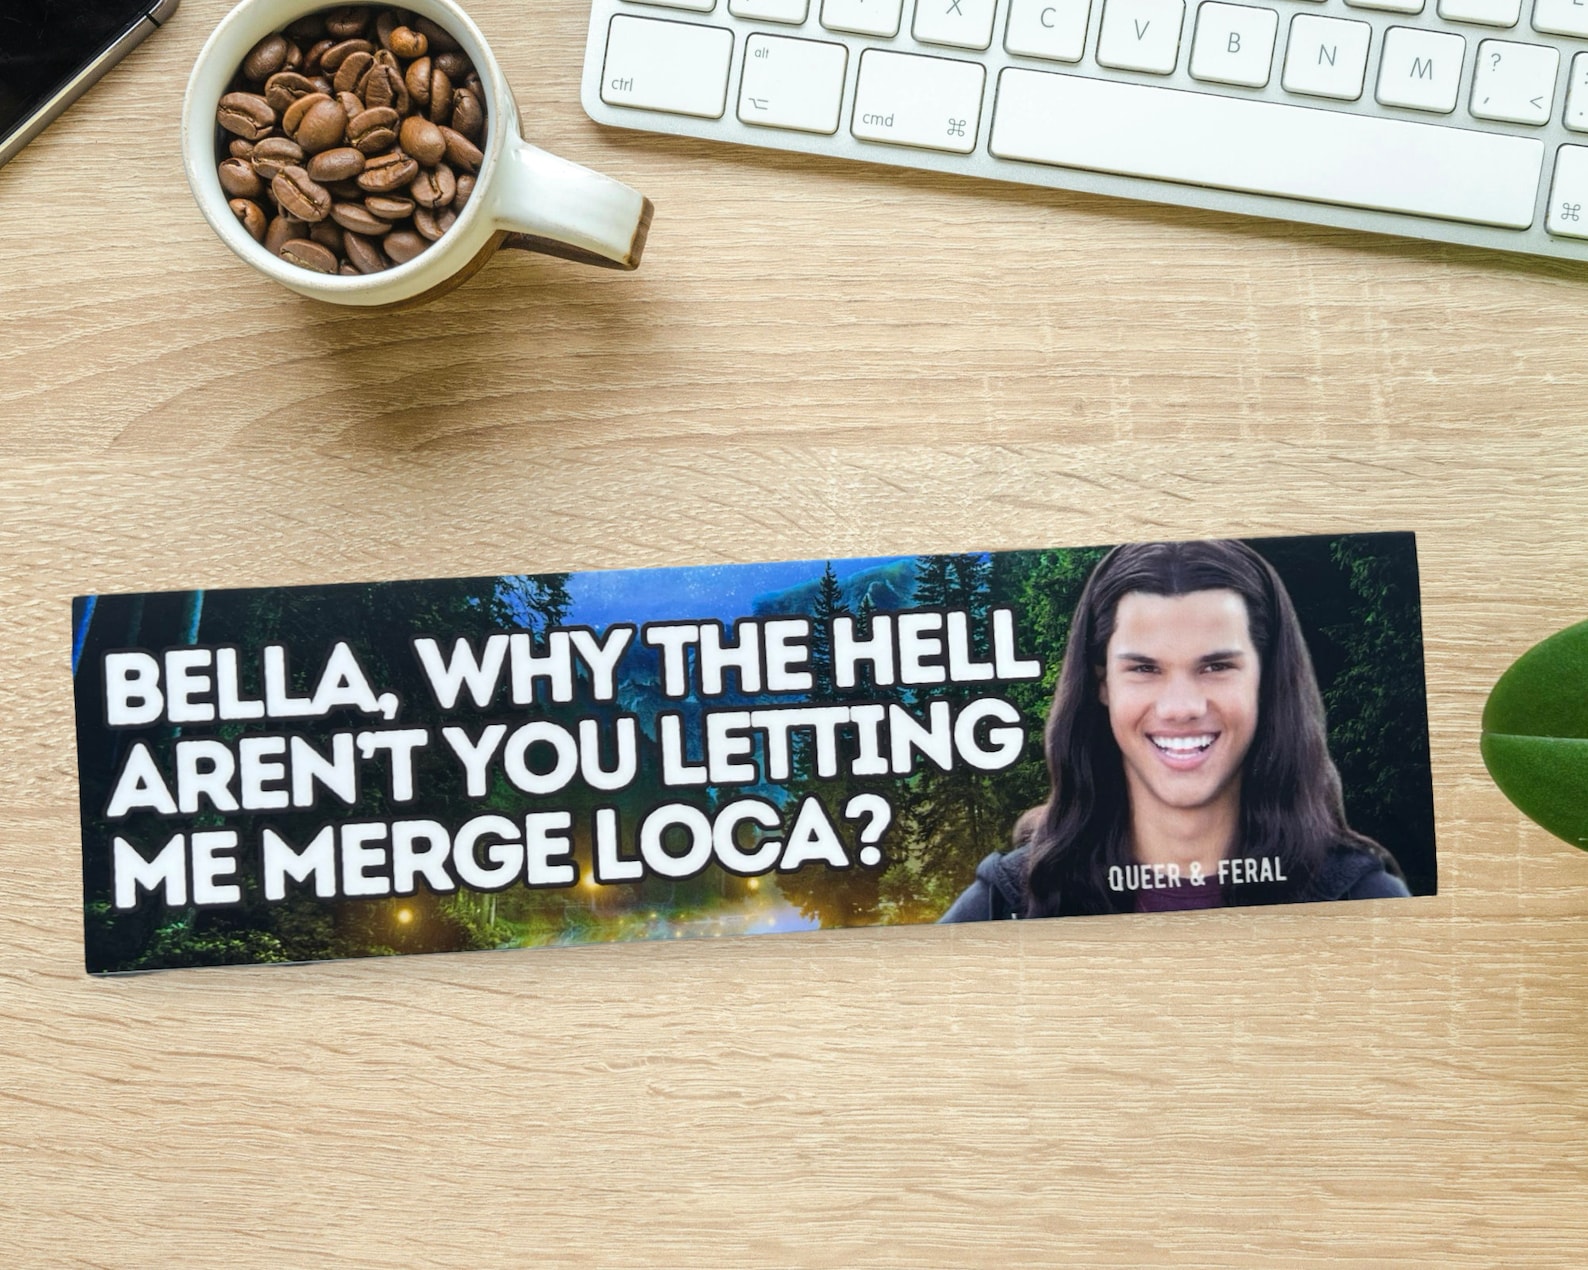 X
C
V
B
N
M
?
,
<
ctrl
alt
⌥
cmd
⌘
⌘
BELLA, WHY THE HELL
AREN'T YOU LETTING
ME MERGE LOCA?
QUEER & FERAL